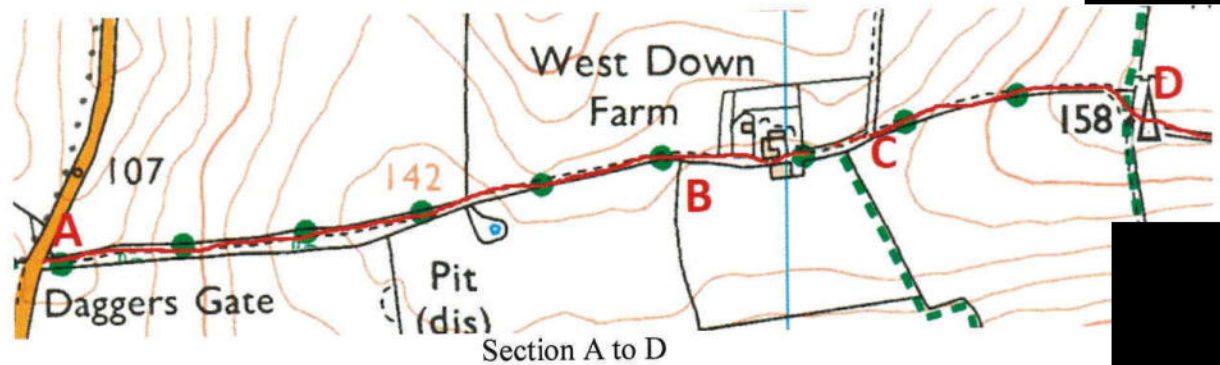 West Down
Farm
D
158
107
C
142
B
A
Pit
(dis)
Daggers Gate
Section A to D